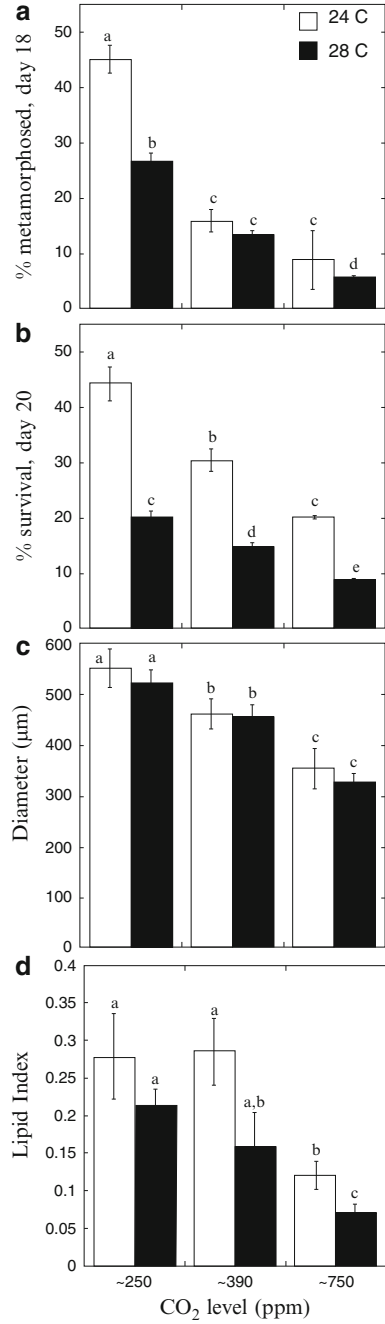 a
% metamorphosed, day 18
50
40
30
20
10
0
24 C
28 C
a
b
c
c
c
d
b
% survival, day 20
50
40
30
20
10
0
a
c
b
d
c
e
c
Diameter (µm)
600
500
400
300
200
100
0
a
a
b
b
c
c
d
Lipid Index
0.4
0.35
0.3
0.25
0.2
0.15
0.1
0.05
0
a
a
a
a,b
b
c
~250
~390
~750
CO₂ level (ppm)